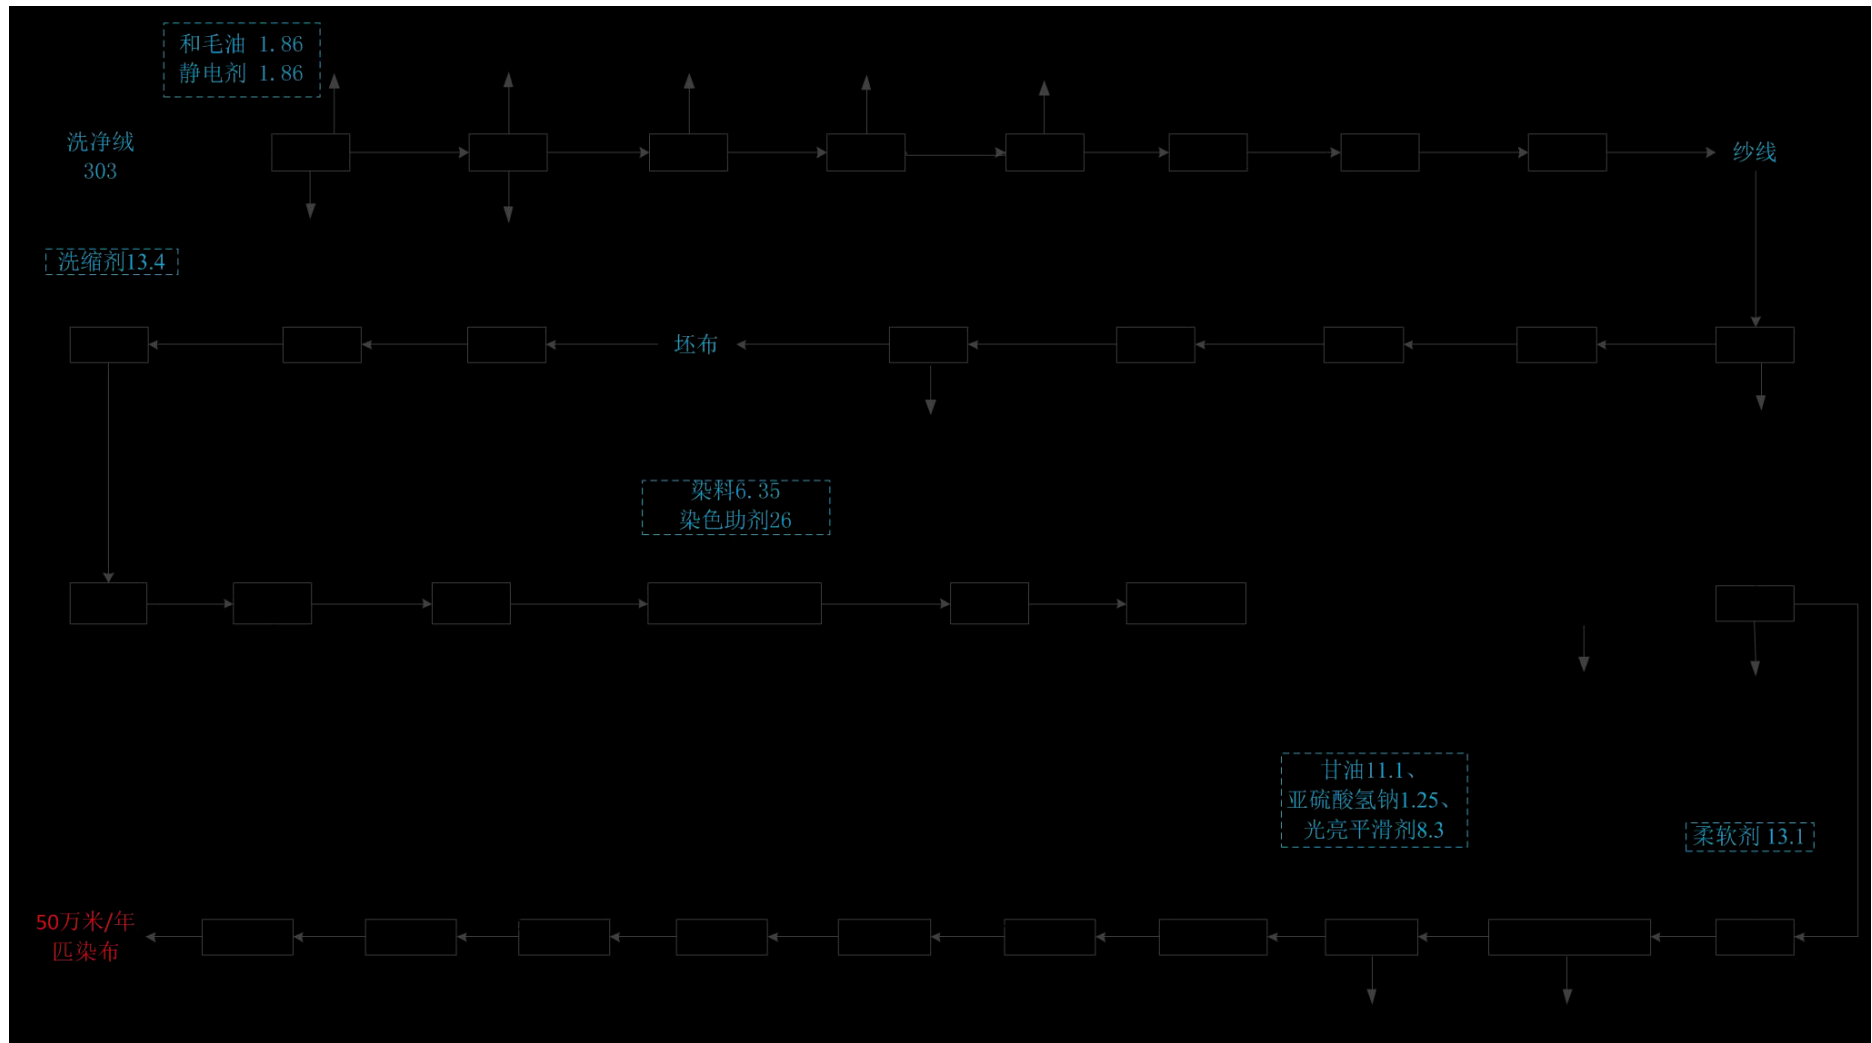 和毛油 1.86
静电剂 1.86
洗净绒
303
纱线
洗缩剂13.4
坯布
染料6.35
染色助剂26
甘油11.1、
亚硫酸氢钠1.25、
光亮平滑剂8.3
柔软剂 13.1
50万米/年
匹染布